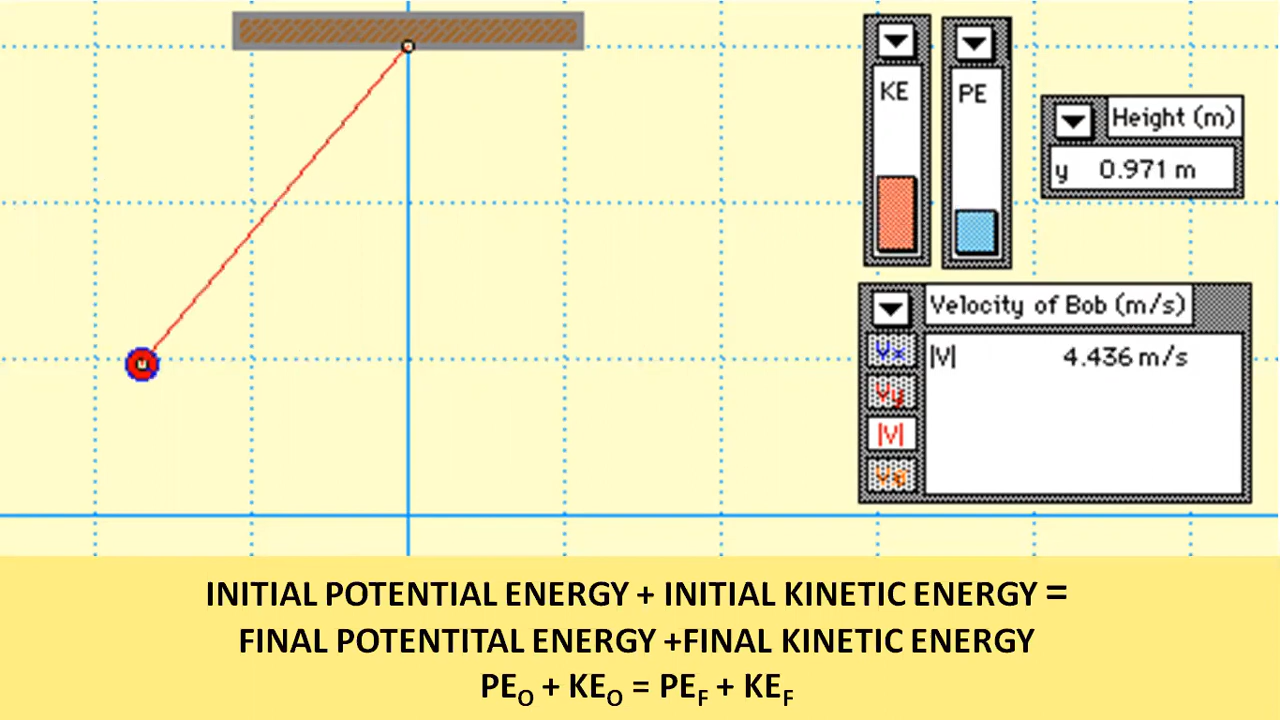 KE
PE
Height (m)
y 0.971 m
Velocity of Bob (m/s)
Vx
|V| 4.436 m/s
Vy
|V|
INITIAL POTENTIAL ENERGY + INITIAL KINETIC ENERGY =
FINAL POTENTITAL ENERGY +FINAL KINETIC ENERGY
PEO + KEO = PEF + KEF